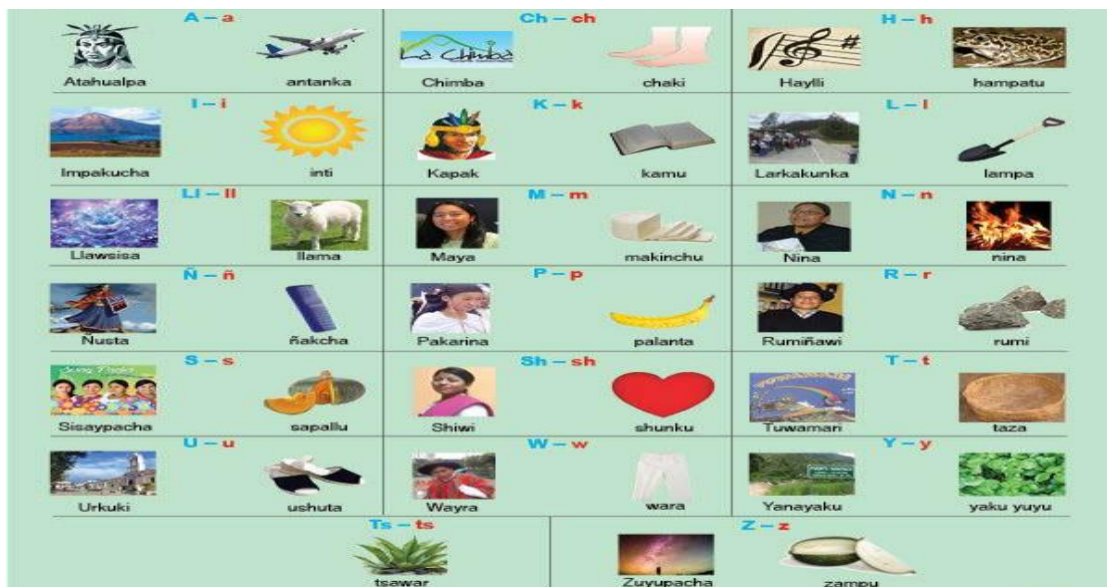 A – a Ch – ch H – h
La Chimba
Atahualpa antanka Chimba chaki Haylli hampatu
I – i K – k L – l
Impakucha inti Kapak kamu Larkakunka lampa
Ll – ll M – m N – n
Llawsisa llama Maya makinchu Nina nina
Ñ – ñ P – p R – r
Ñusta ñakcha Pakarina palanta Rumiñawi rumi
S – s Sh – sh T – t
Sisaypacha sapallu Shiwi shunku Tuwamari taza
U – u W – w Y – y
Urkuki ushuta Wayra wara Yanayaku yaku yuyu
Ts – ts Z – z
tsawar Zuyupacha zampu